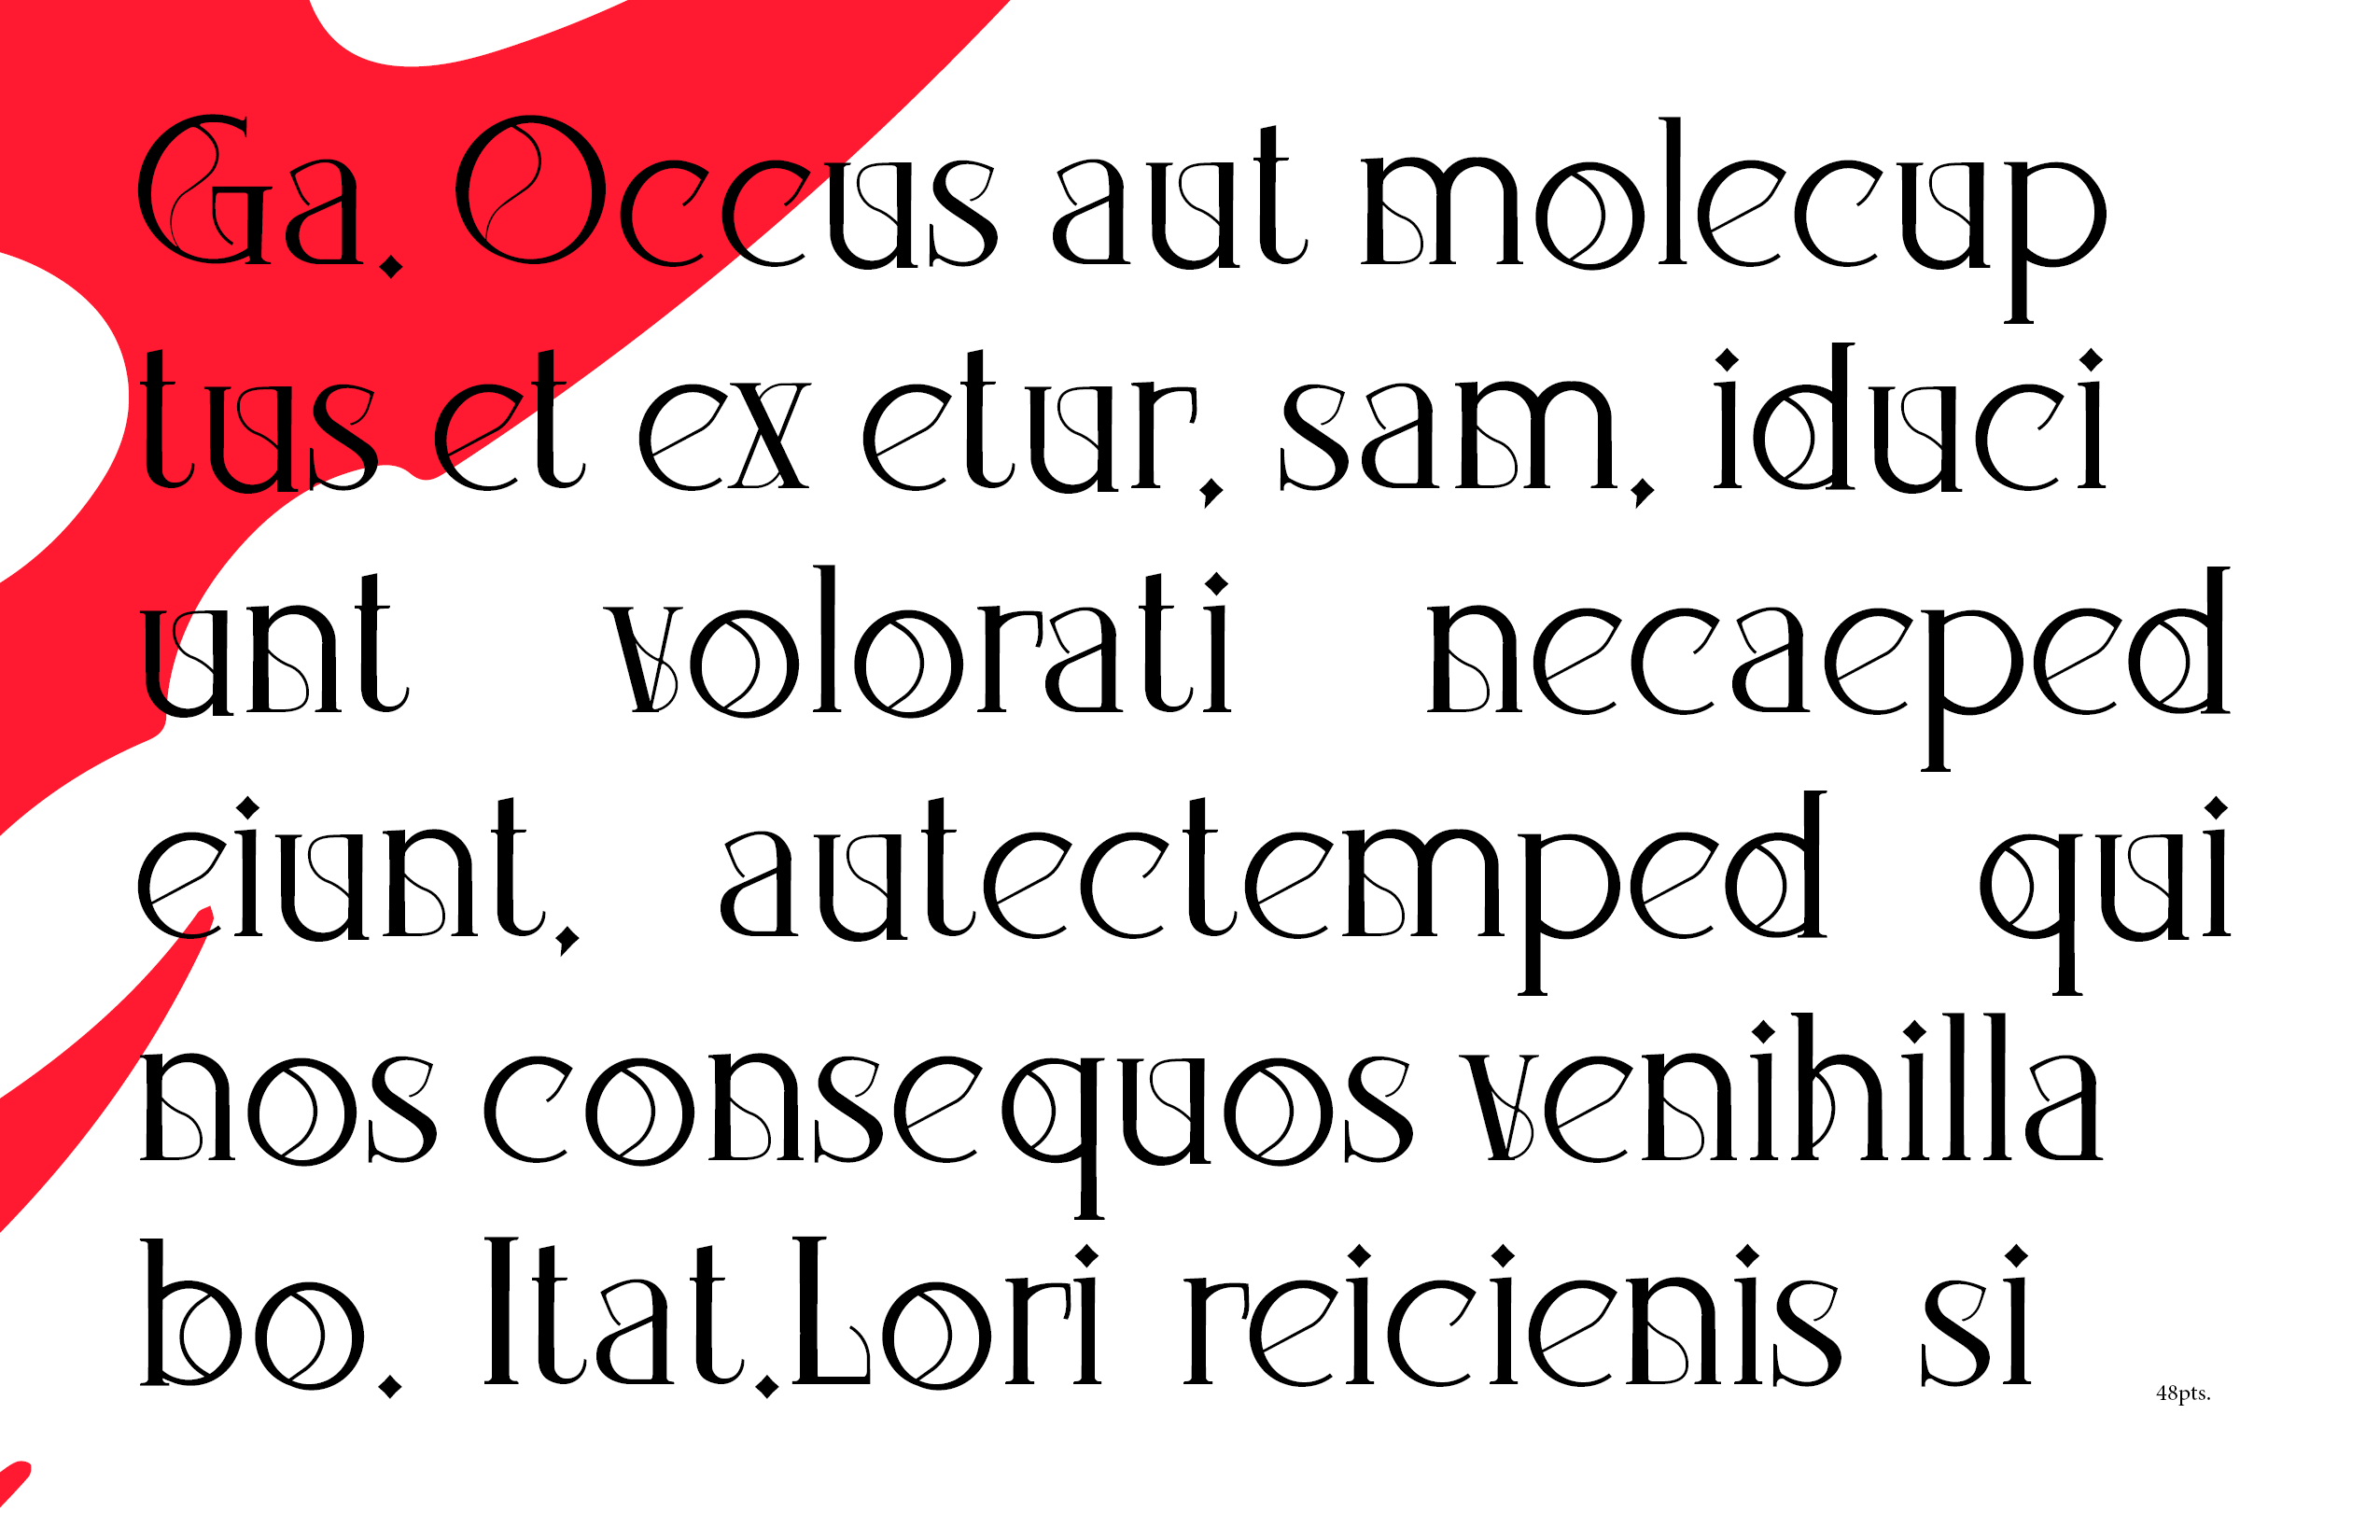 Ga. Occus aut molecup
tus et ex etur, sam, iduci
unt volorati necaeped
eiunt, autectemped qui
nos consequos venihilla
bo. Itat.Lori reicienis si
48pts.